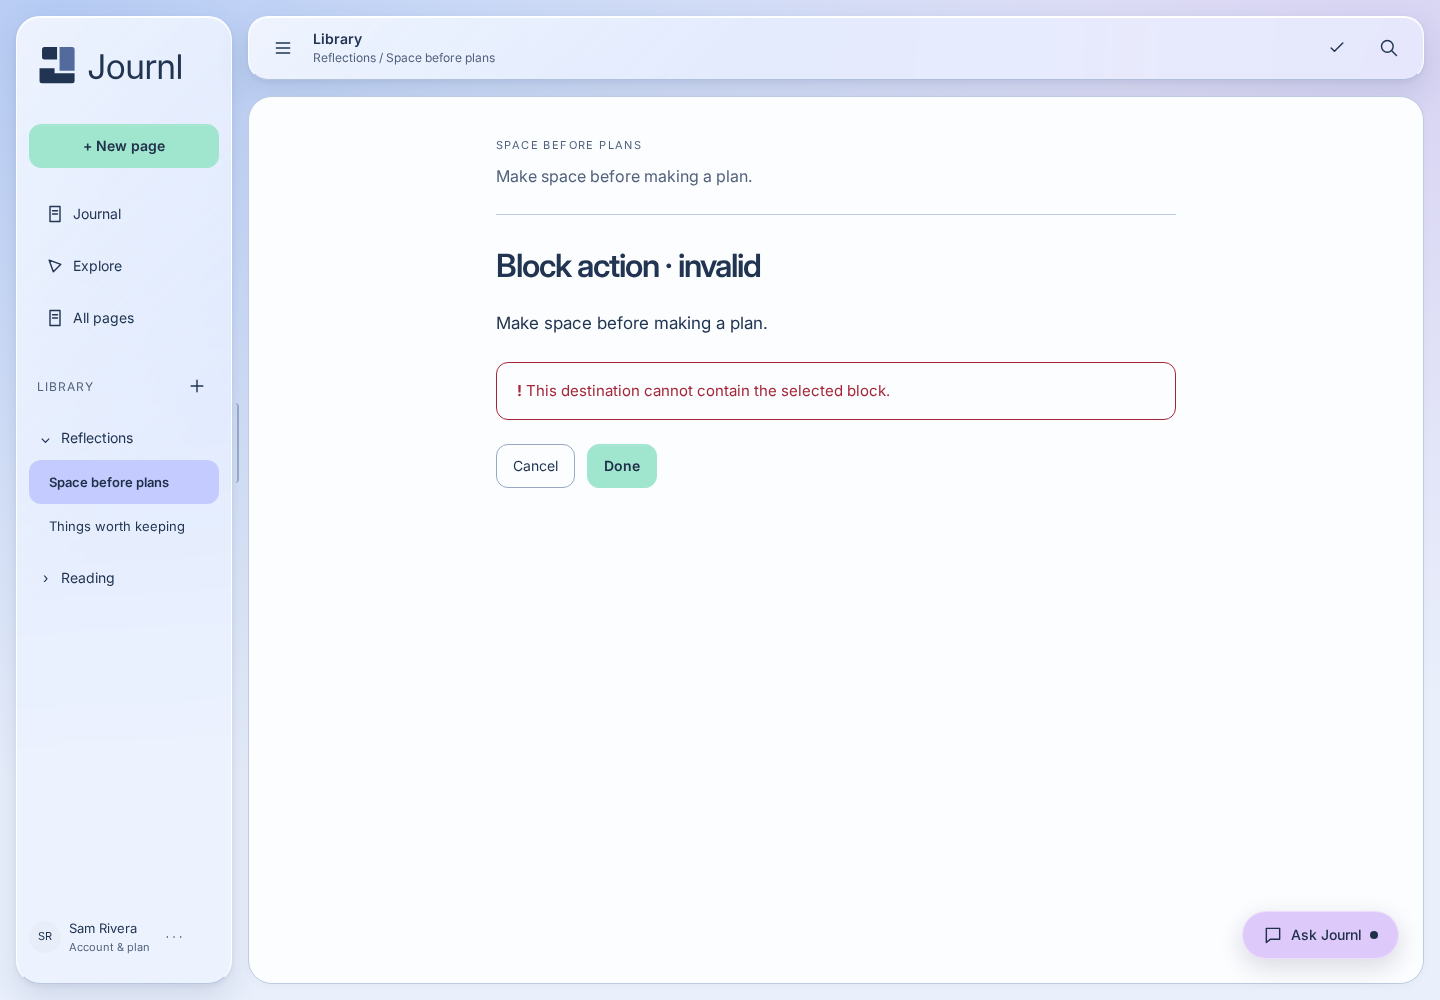 Journl
+ New page
Journal
Explore
All pages
LIBRARY
Reflections
Space before plans
Things worth keeping
Reading
SR
Sam Rivera
Account & plan
Library
Reflections / Space before plans
SPACE BEFORE PLANS
Make space before making a plan.
Block action · invalid
Make space before making a plan.
! This destination cannot contain the selected block.
Cancel
Done
Ask Journl